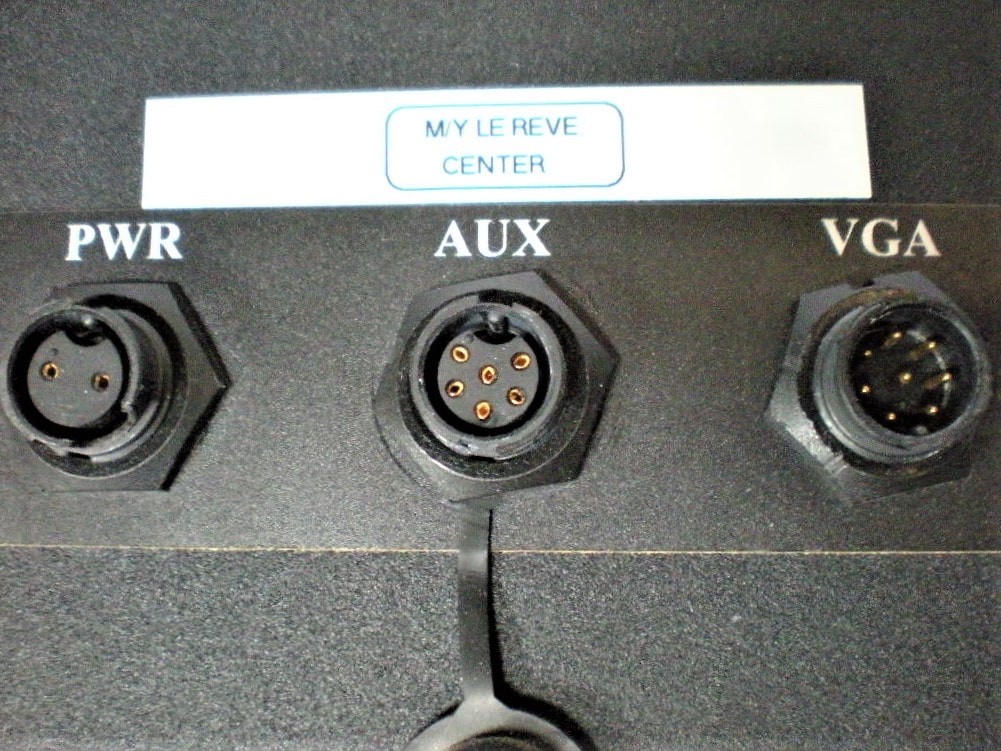 M/Y LE REVE
CENTER
PWR AUX VGA